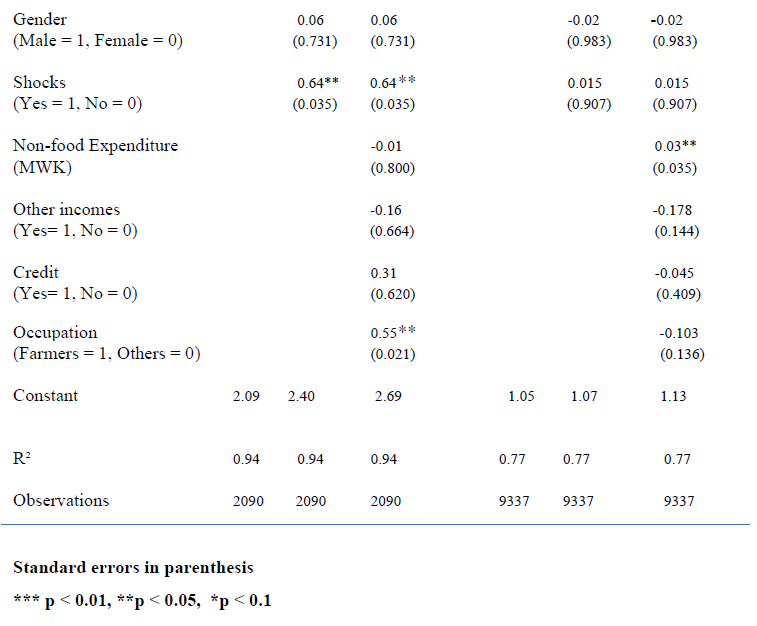 Gender 0.06 0.06 -0.02 -0.02
(Male = 1, Female = 0) (0.731) (0.731) (0.983) (0.983)
Shocks 0.64** 0.64** 0.015 0.015
(Yes = 1, No = 0) (0.035) (0.035) (0.907) (0.907)
Non-food Expenditure -0.01 0.03**
(MWK) (0.800) (0.035)
Other incomes -0.16 -0.178
(Yes= 1, No = 0) (0.664) (0.144)
Credit 0.31 -0.045
(Yes= 1, No = 0) (0.620) (0.409)
Occupation 0.55** -0.103
(Farmers = 1, Others = 0) (0.021) (0.136)
Constant 2.09 2.40 2.69 1.05 1.07 1.13
R² 0.94 0.94 0.94 0.77 0.77 0.77
Observations 2090 2090 2090 9337 9337 9337
Standard errors in parenthesis
*** p < 0.01, **p < 0.05, *p < 0.1